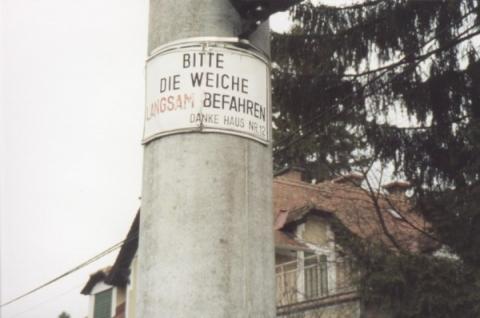 BITTE
DIE WEICHE
LANGSAM BEFAHREN
DANKE HAUS NR.12